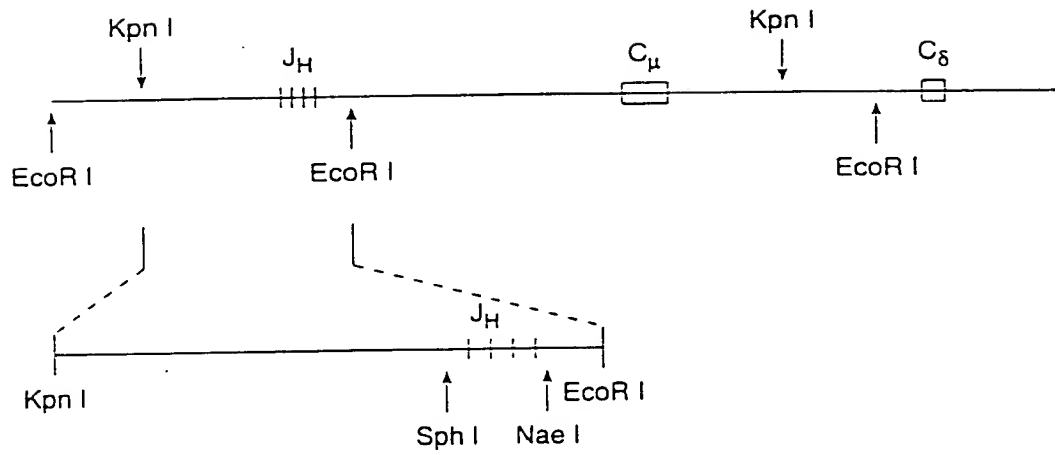 Kpn I
J_H
C_μ
Kpn I
C_δ
EcoR I
EcoR I
EcoR I
J_H
Kpn I
EcoR I
Sph I
Nae I